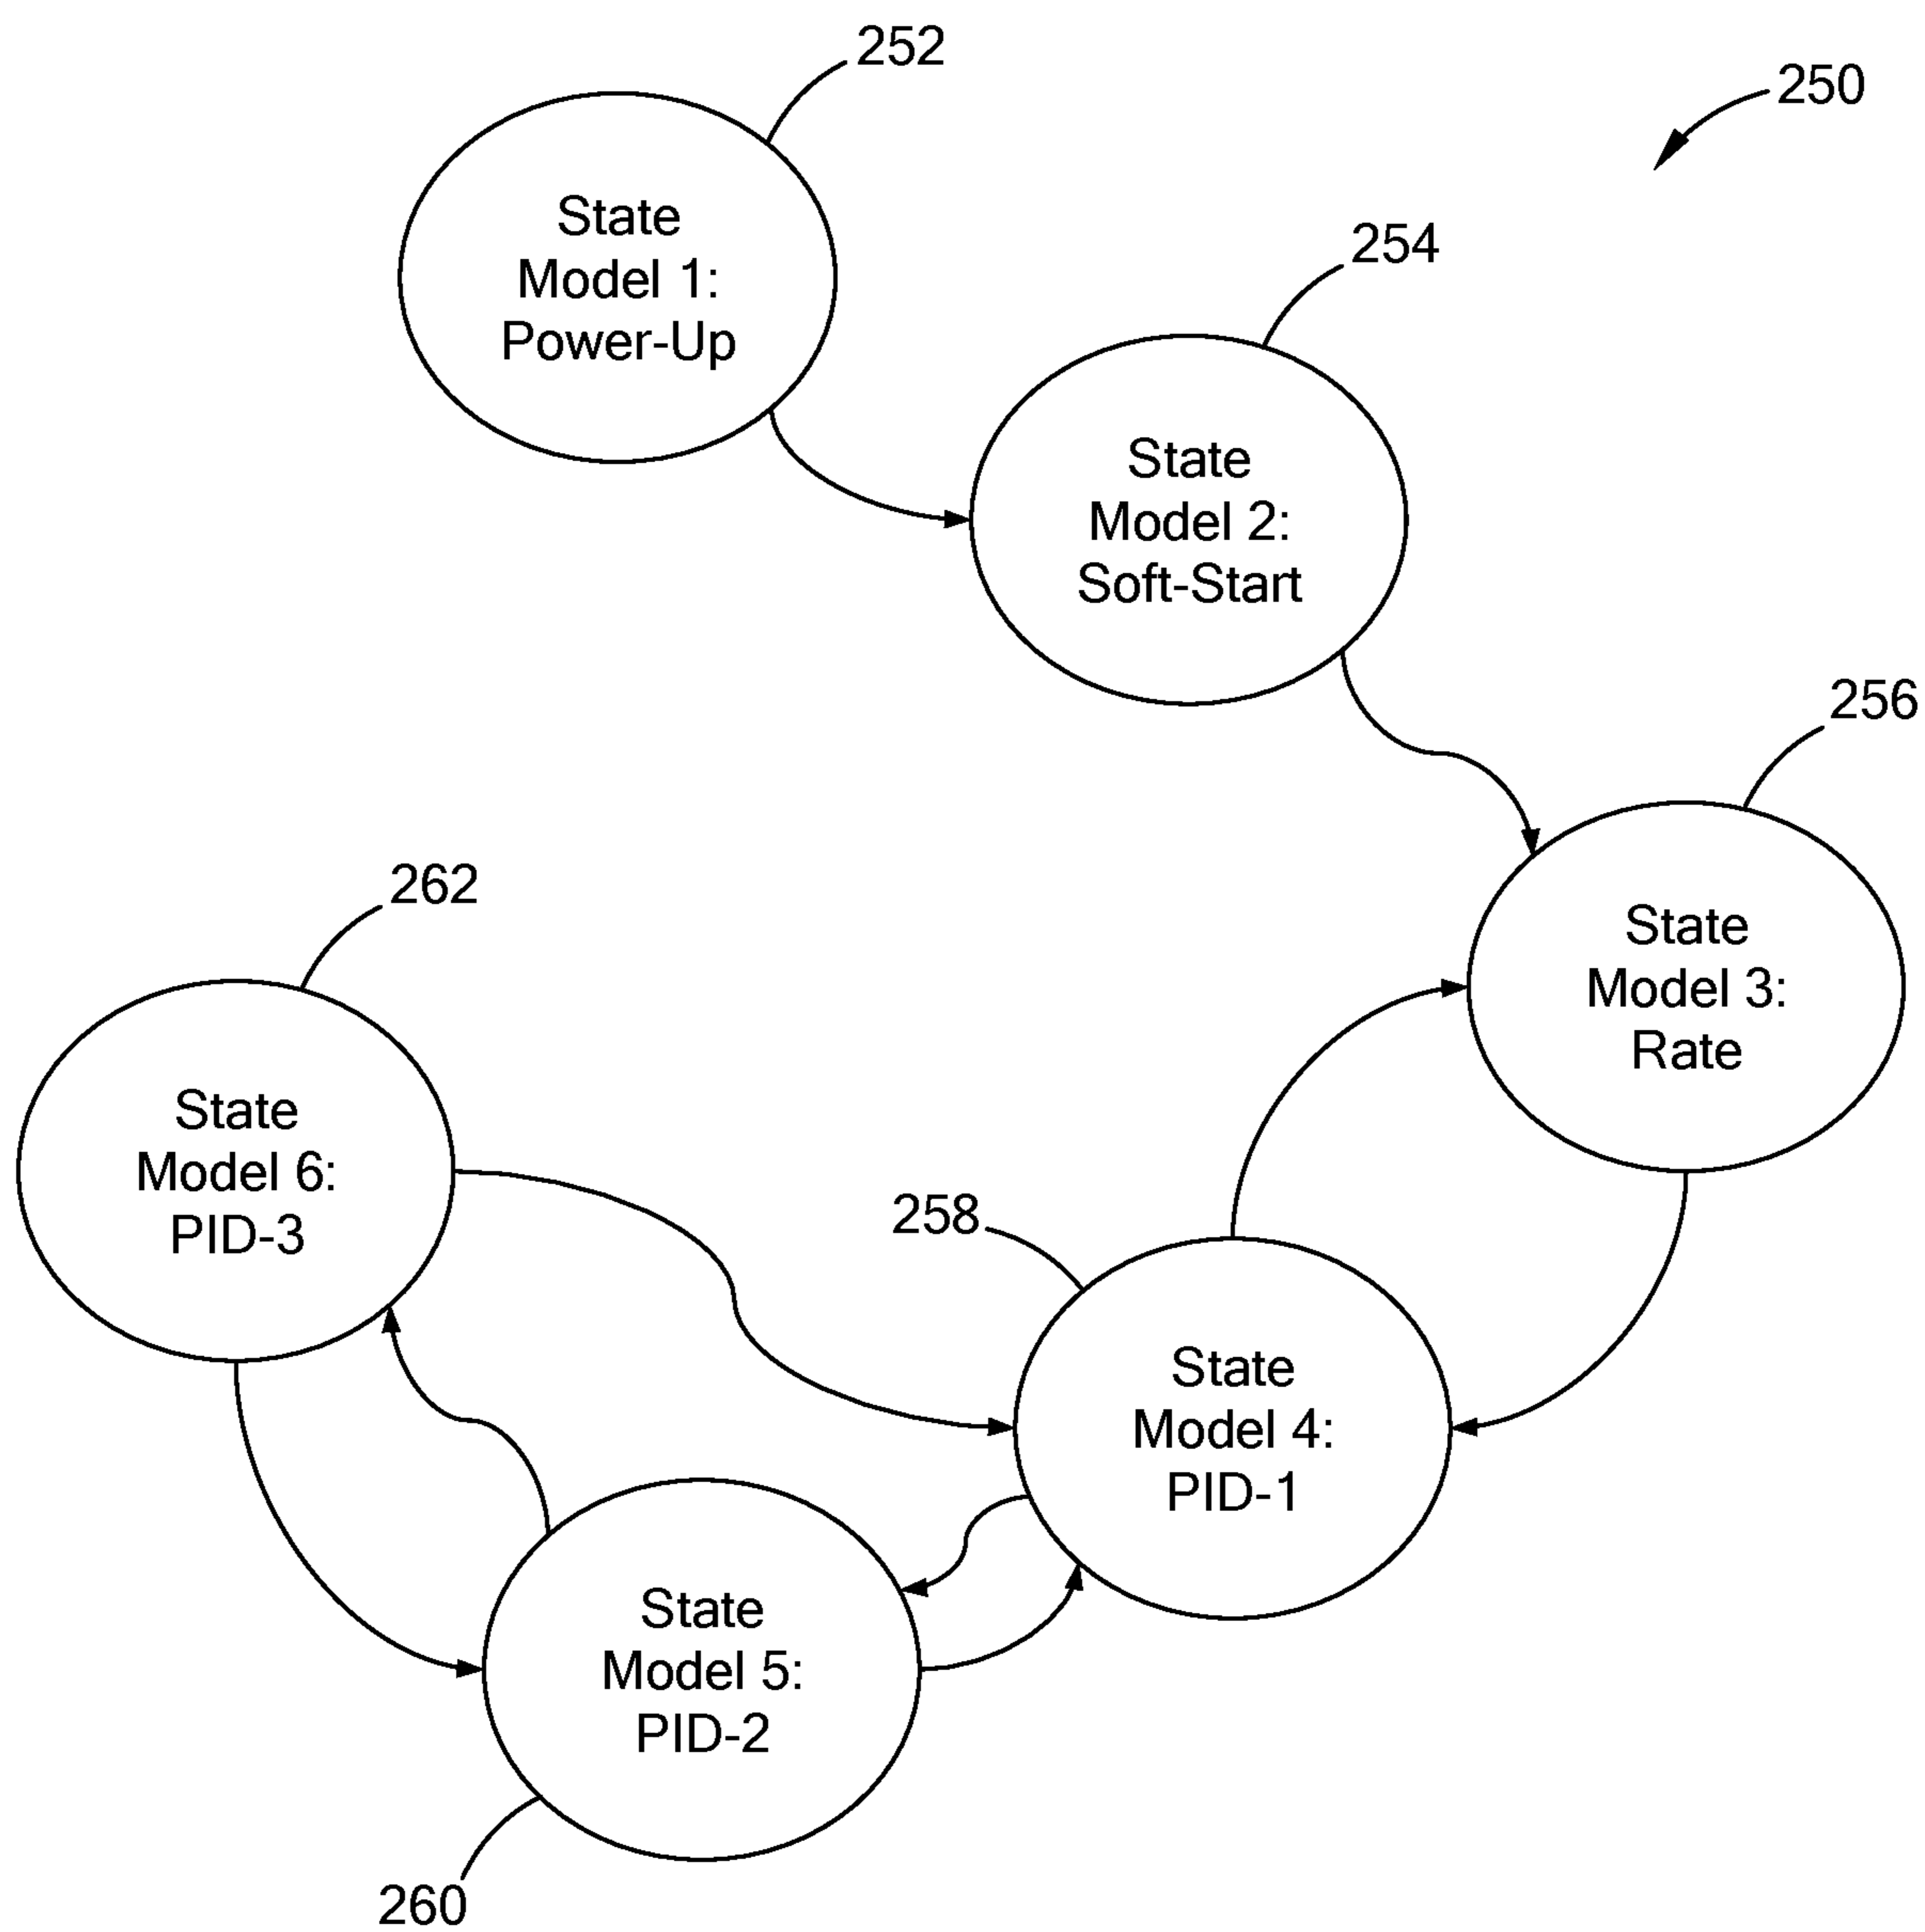 252
250
State
Model 1:
Power-Up
254
State
Model 2:
Soft-Start
256
State
Model 3:
Rate
262
State
Model 6:
PID-3
258
State
Model 4:
PID-1
State
Model 5:
PID-2
260